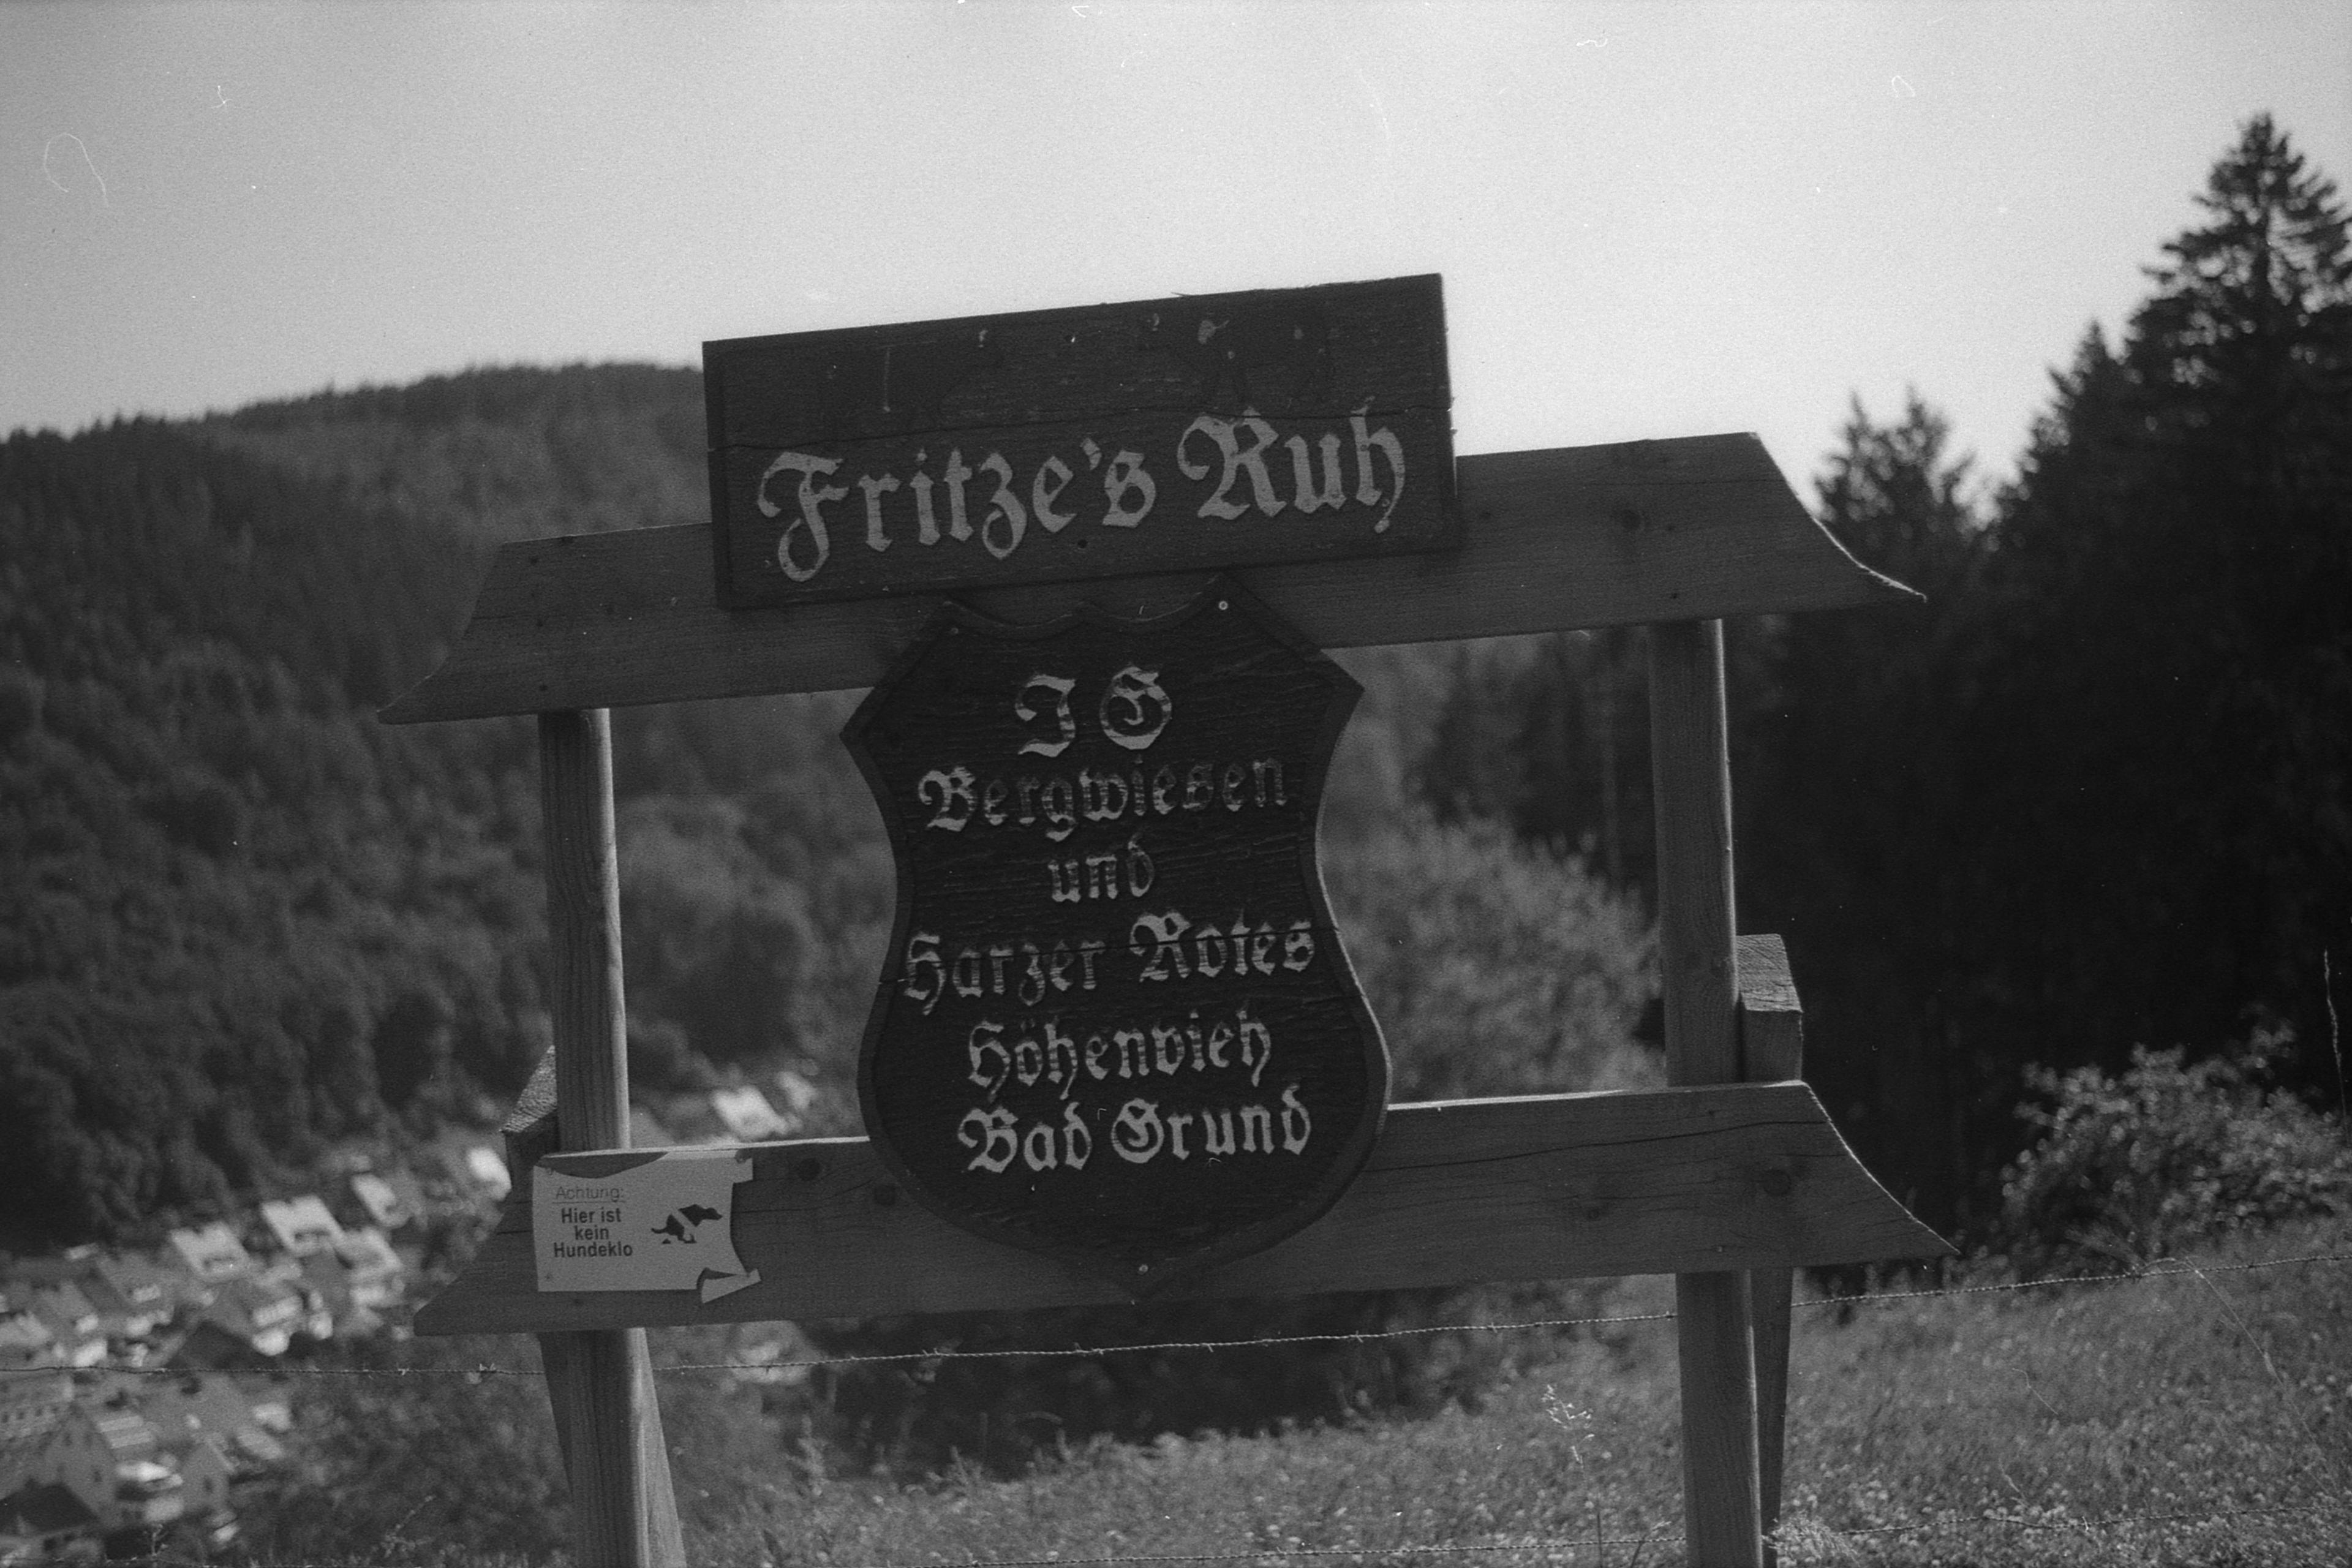 Fritze's Ruh
IG
Bergwiesen
und
Harzer Rotes
Höhenvieh
Bad Grund
Achtung:
Hier ist
kein
Hundeklo